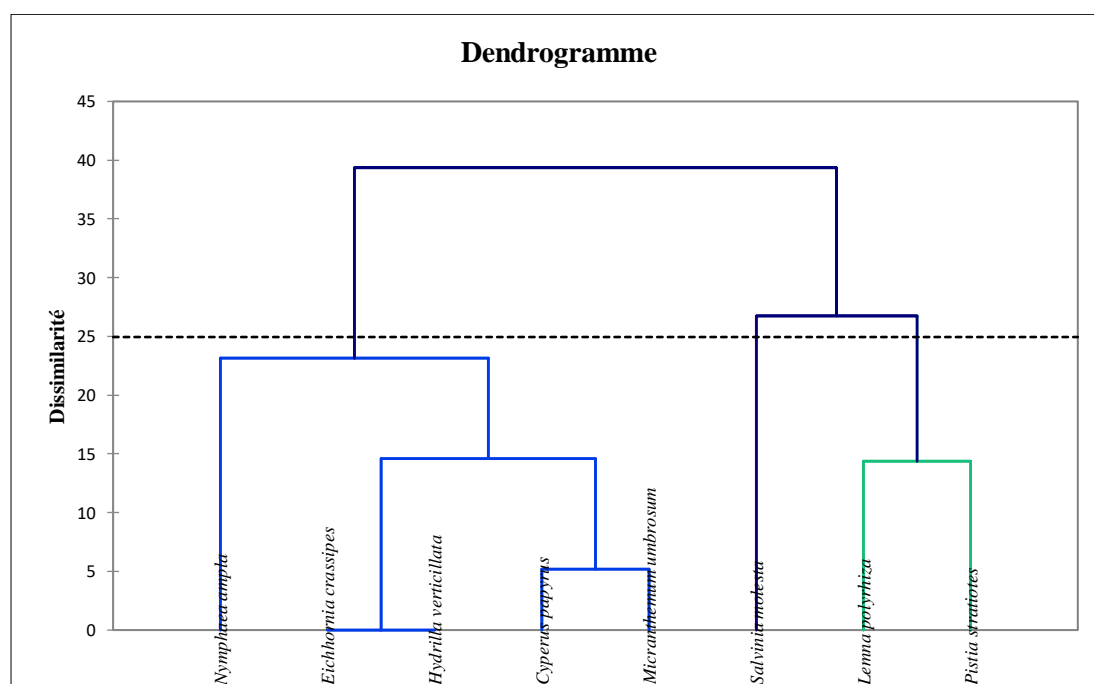 Dendrogramme
45
40
35
30
25
20
15
10
5
0
Dissimilarité
Nymphaea ampla
Eichhornia crassipes
Hydrilla verticillata
Cyperus papyrus
Micranthemum umbrosum
Salvinia molesta
Lemna polyrhiza
Pistia stratiotes